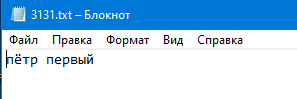 3131.txt – Блокнот
Файл Правка Формат Вид Справка
пётр первый